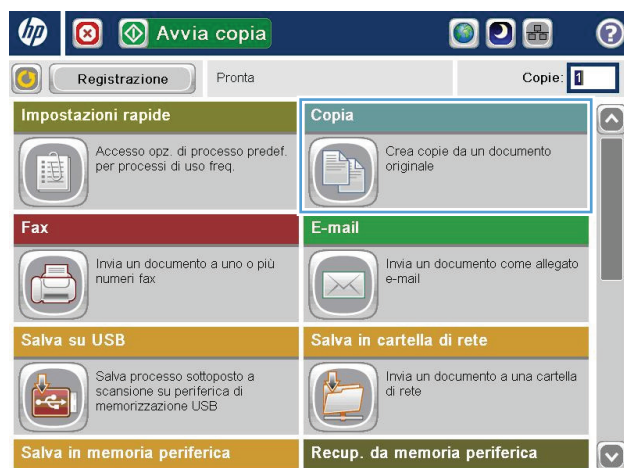 hp
Avvia copia
?
Registrazione
Pronta
Copie: 1
Impostazioni rapide
Accesso opz. di processo predef.
per processi di uso freq.
Copia
Crea copie da un documento
originale
Fax
Invia un documento a uno o più
numeri fax
E-mail
Invia un documento come allegato
e-mail
Salva su USB
Salva processo sottoposto a
scansione su periferica di
memorizzazione USB
Salva in cartella di rete
Invia un documento a una cartella
di rete
Salva in memoria periferica
Recup. da memoria periferica